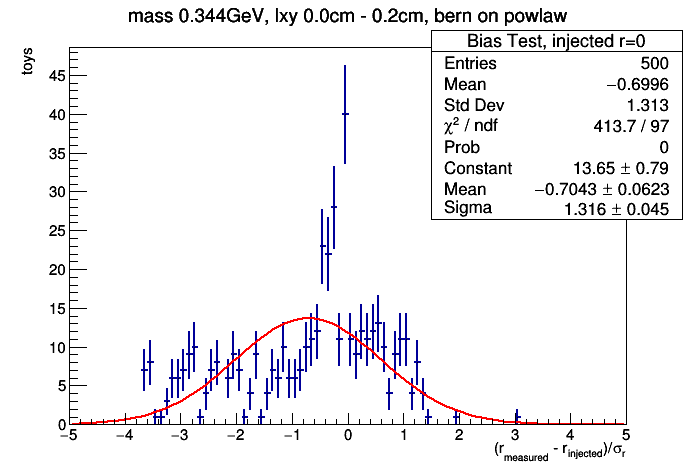 mass 0.344GeV, lxy 0.0cm - 0.2cm, bern on powlaw
toys
Bias Test, injected r=0
Entries 500
Mean −0.6996
Std Dev 1.313
χ² / ndf 413.7 / 97
Prob 0
Constant 13.65 ± 0.79
Mean −0.7043 ± 0.0623
Sigma 1.316 ± 0.045
45
40
35
30
25
20
15
10
5
0
−5 −4 −3 −2 −1 0 1 2 3 4 5
(r_measured - r_injected)/σ_r